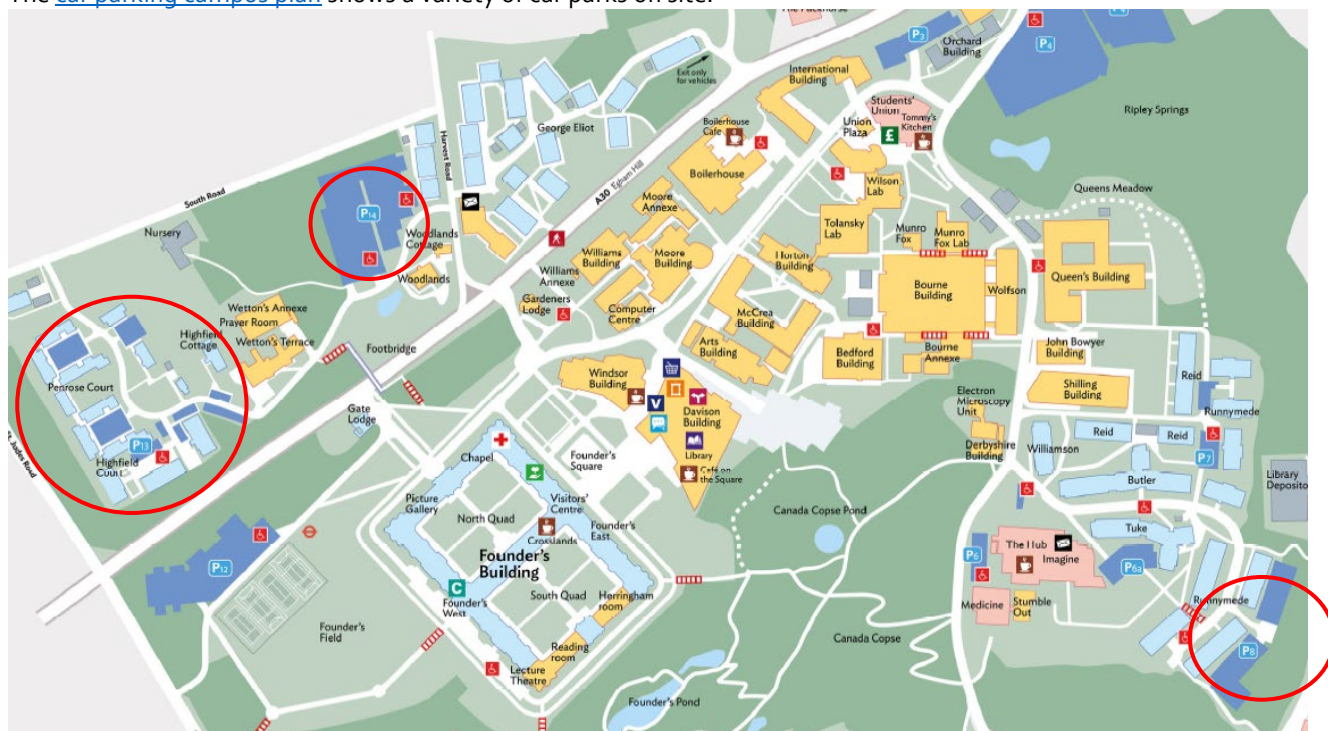 The car parking campus plan shows a variety of car parks on site.
P3
Orchard
Building
P4
International
Building
Exit only
for vehicles
Ripley Springs
Students'
Union
Tommy's
Kitchen
Union
Plaza
£
Boilerhouse
Cafe
George Eliot
Harvest Road
Boilerhouse
A30 Egham Hill
Wilson
Lab
Queens Meadow
South Road
P14
Moore
Annexe
Tolansky
Lab
Munro
Fox
Munro
Fox Lab
Nursery
Woodlands
Cottage
Woodlands
Williams
Building
Moore
Building
Horton
Building
Queen's Building
Williams
Annexe
Gardeners
Lodge
Computer
Centre
McCrea
Building
Bourne
Building
Wolfson
Wetton's Annexe
Prayer Room
Wetton's Terrace
Highfield
Cottage
Footbridge
Arts
Building
Bedford
Building
Bourne
Annexe
John Bowyer
Building
Penrose Court
Windsor
Building
V
Davison
Building
Library
Café on
the Square
Electron
Microscopy
Unit
Derbyshire
Building
Shilling
Building
Reid
Runnymede
Reid
Reid
Williamson
P7
Gate
Lodge
P13
Highfield
Court
St. Judes Road
Chapel
Founder's
Square
Butler
Library
Picture
Gallery
Visitors'
Centre
North Quad
Crosslands
Founder's
East
Canada Copse Pond
Tuke
Founder's
Building
The Hub
Imagine
P6
P6a
P12
C
Founder's
West
South Quad
Herringham
room
Medicine
Stumble
Out
Runnymede
Founder's
Field
Reading
room
Lecture
Theatre
Canada Copse
P8
Founder's Pond